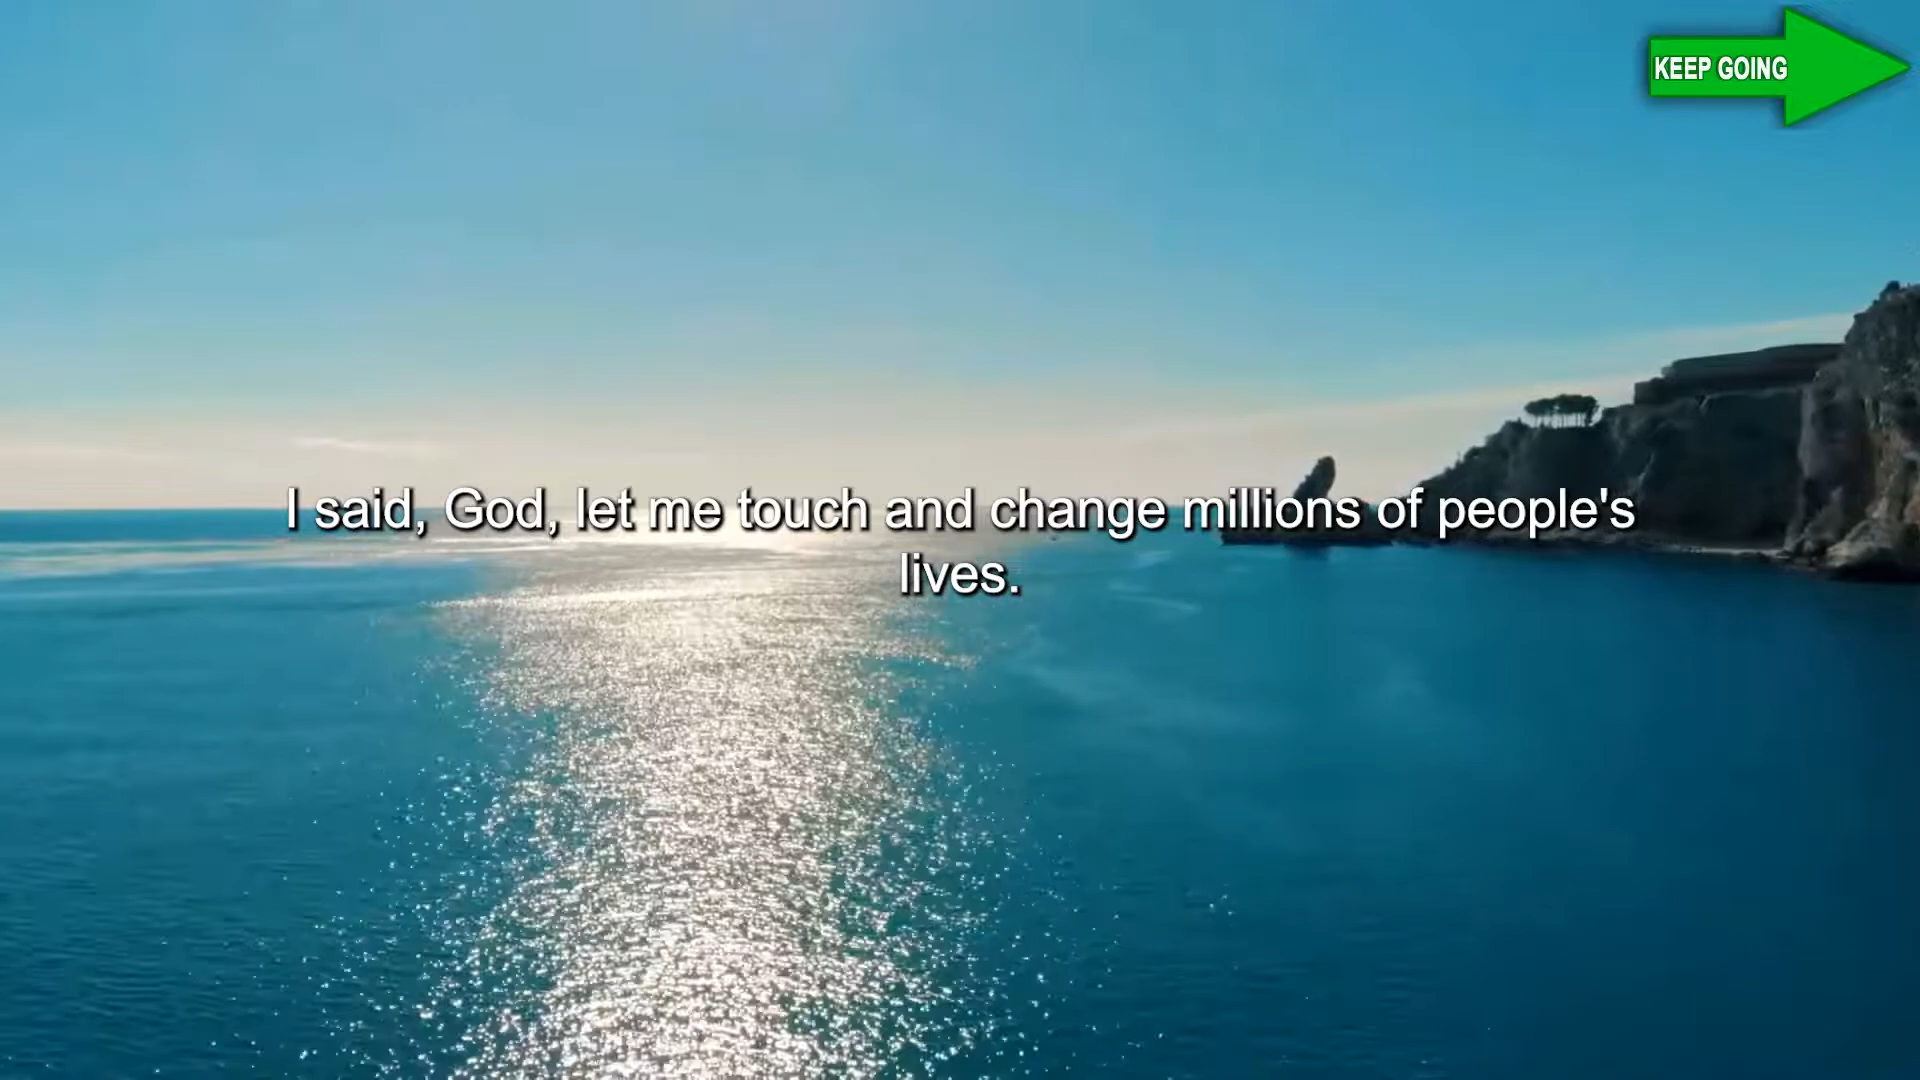 KEEP GOING
I said, God, let me touch and change millions of people's
lives.